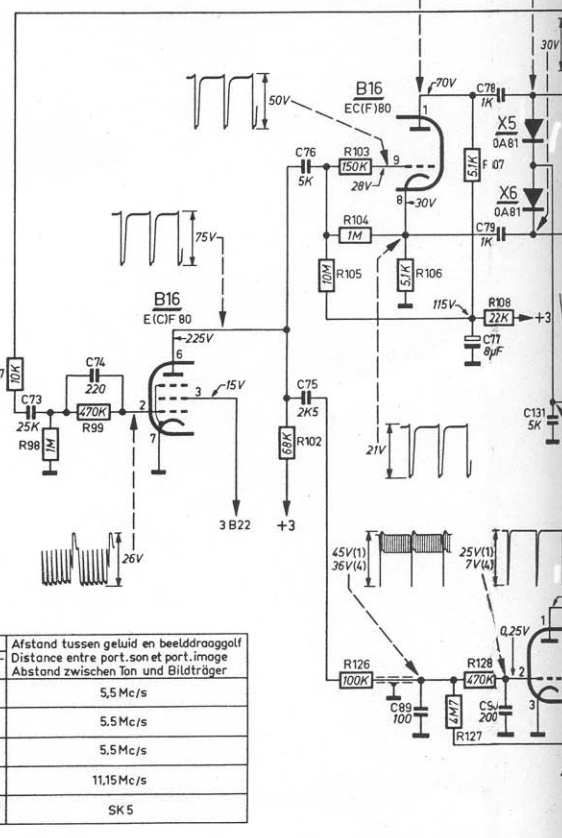 30V
B16
EC(F)80
70V
C78
1K
X5
0A81
50V
1
C76
5K
R103
150K
9
28V
5,1K
X6
0A81
8
30V
R104
1M
C79
1K
75V
10M
R105
5,1K
R106
B16
E(C)F 80
115V
R108
22K
+3
C77
8µF
225V
6
10K
C74
220
15V
3
C73
25K
470K
R99
2
7
C75
2K5
R98
1M
68K
R102
C131
5K
21V
3 B22
+3
26V
45V(1)
36V(4)
25V(1)
7V(4)
1
0,25V
Afstand tussen geluid en beelddraaggolf
Distance entre port.son et port.image
Abstand zwischen Ton und Bildträger
R126
100K
R128
470K
2
3
C89
100
4M7
R127
200
5,5 Mc/s
5.5 Mc/s
5.5 Mc/s
11,15 Mc/s
SK 5